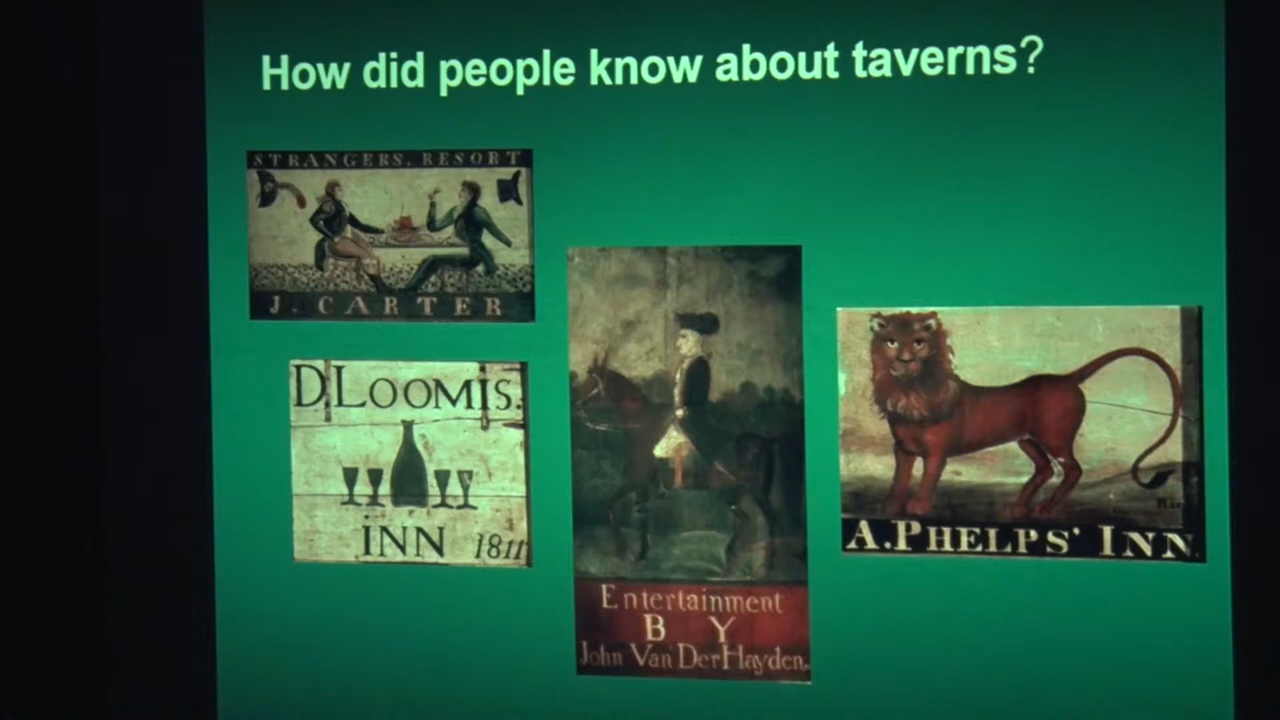 How did people know about taverns?
STRANGERS. RESORT
J. CARTER
D. LOOMIS.
INN 1811
Entertainment
B Y
John Van Der Hayden.
A. PHELPS' INN